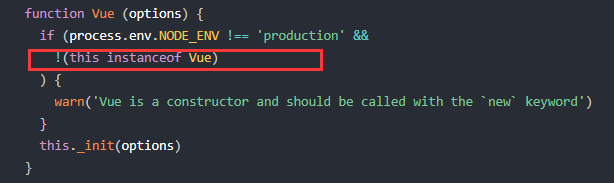 function Vue (options) {
if (process.env.NODE_ENV !== 'production' &&
!(this instanceof Vue)
) {
warn('Vue is a constructor and should be called with the `new` keyword')
}
this._init(options)
}